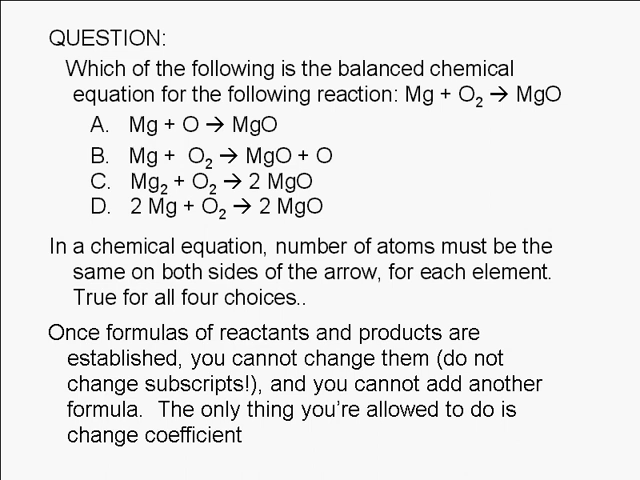 QUESTION:
Which of the following is the balanced chemical
equation for the following reaction: Mg + O₂ → MgO
A. Mg + O → MgO
B. Mg + O₂ → MgO + O
C. Mg₂ + O₂ → 2 MgO
D. 2 Mg + O₂ → 2 MgO
In a chemical equation, number of atoms must be the
same on both sides of the arrow, for each element.
True for all four choices..
Once formulas of reactants and products are
established, you cannot change them (do not
change subscripts!), and you cannot add another
formula. The only thing you're allowed to do is
change coefficient